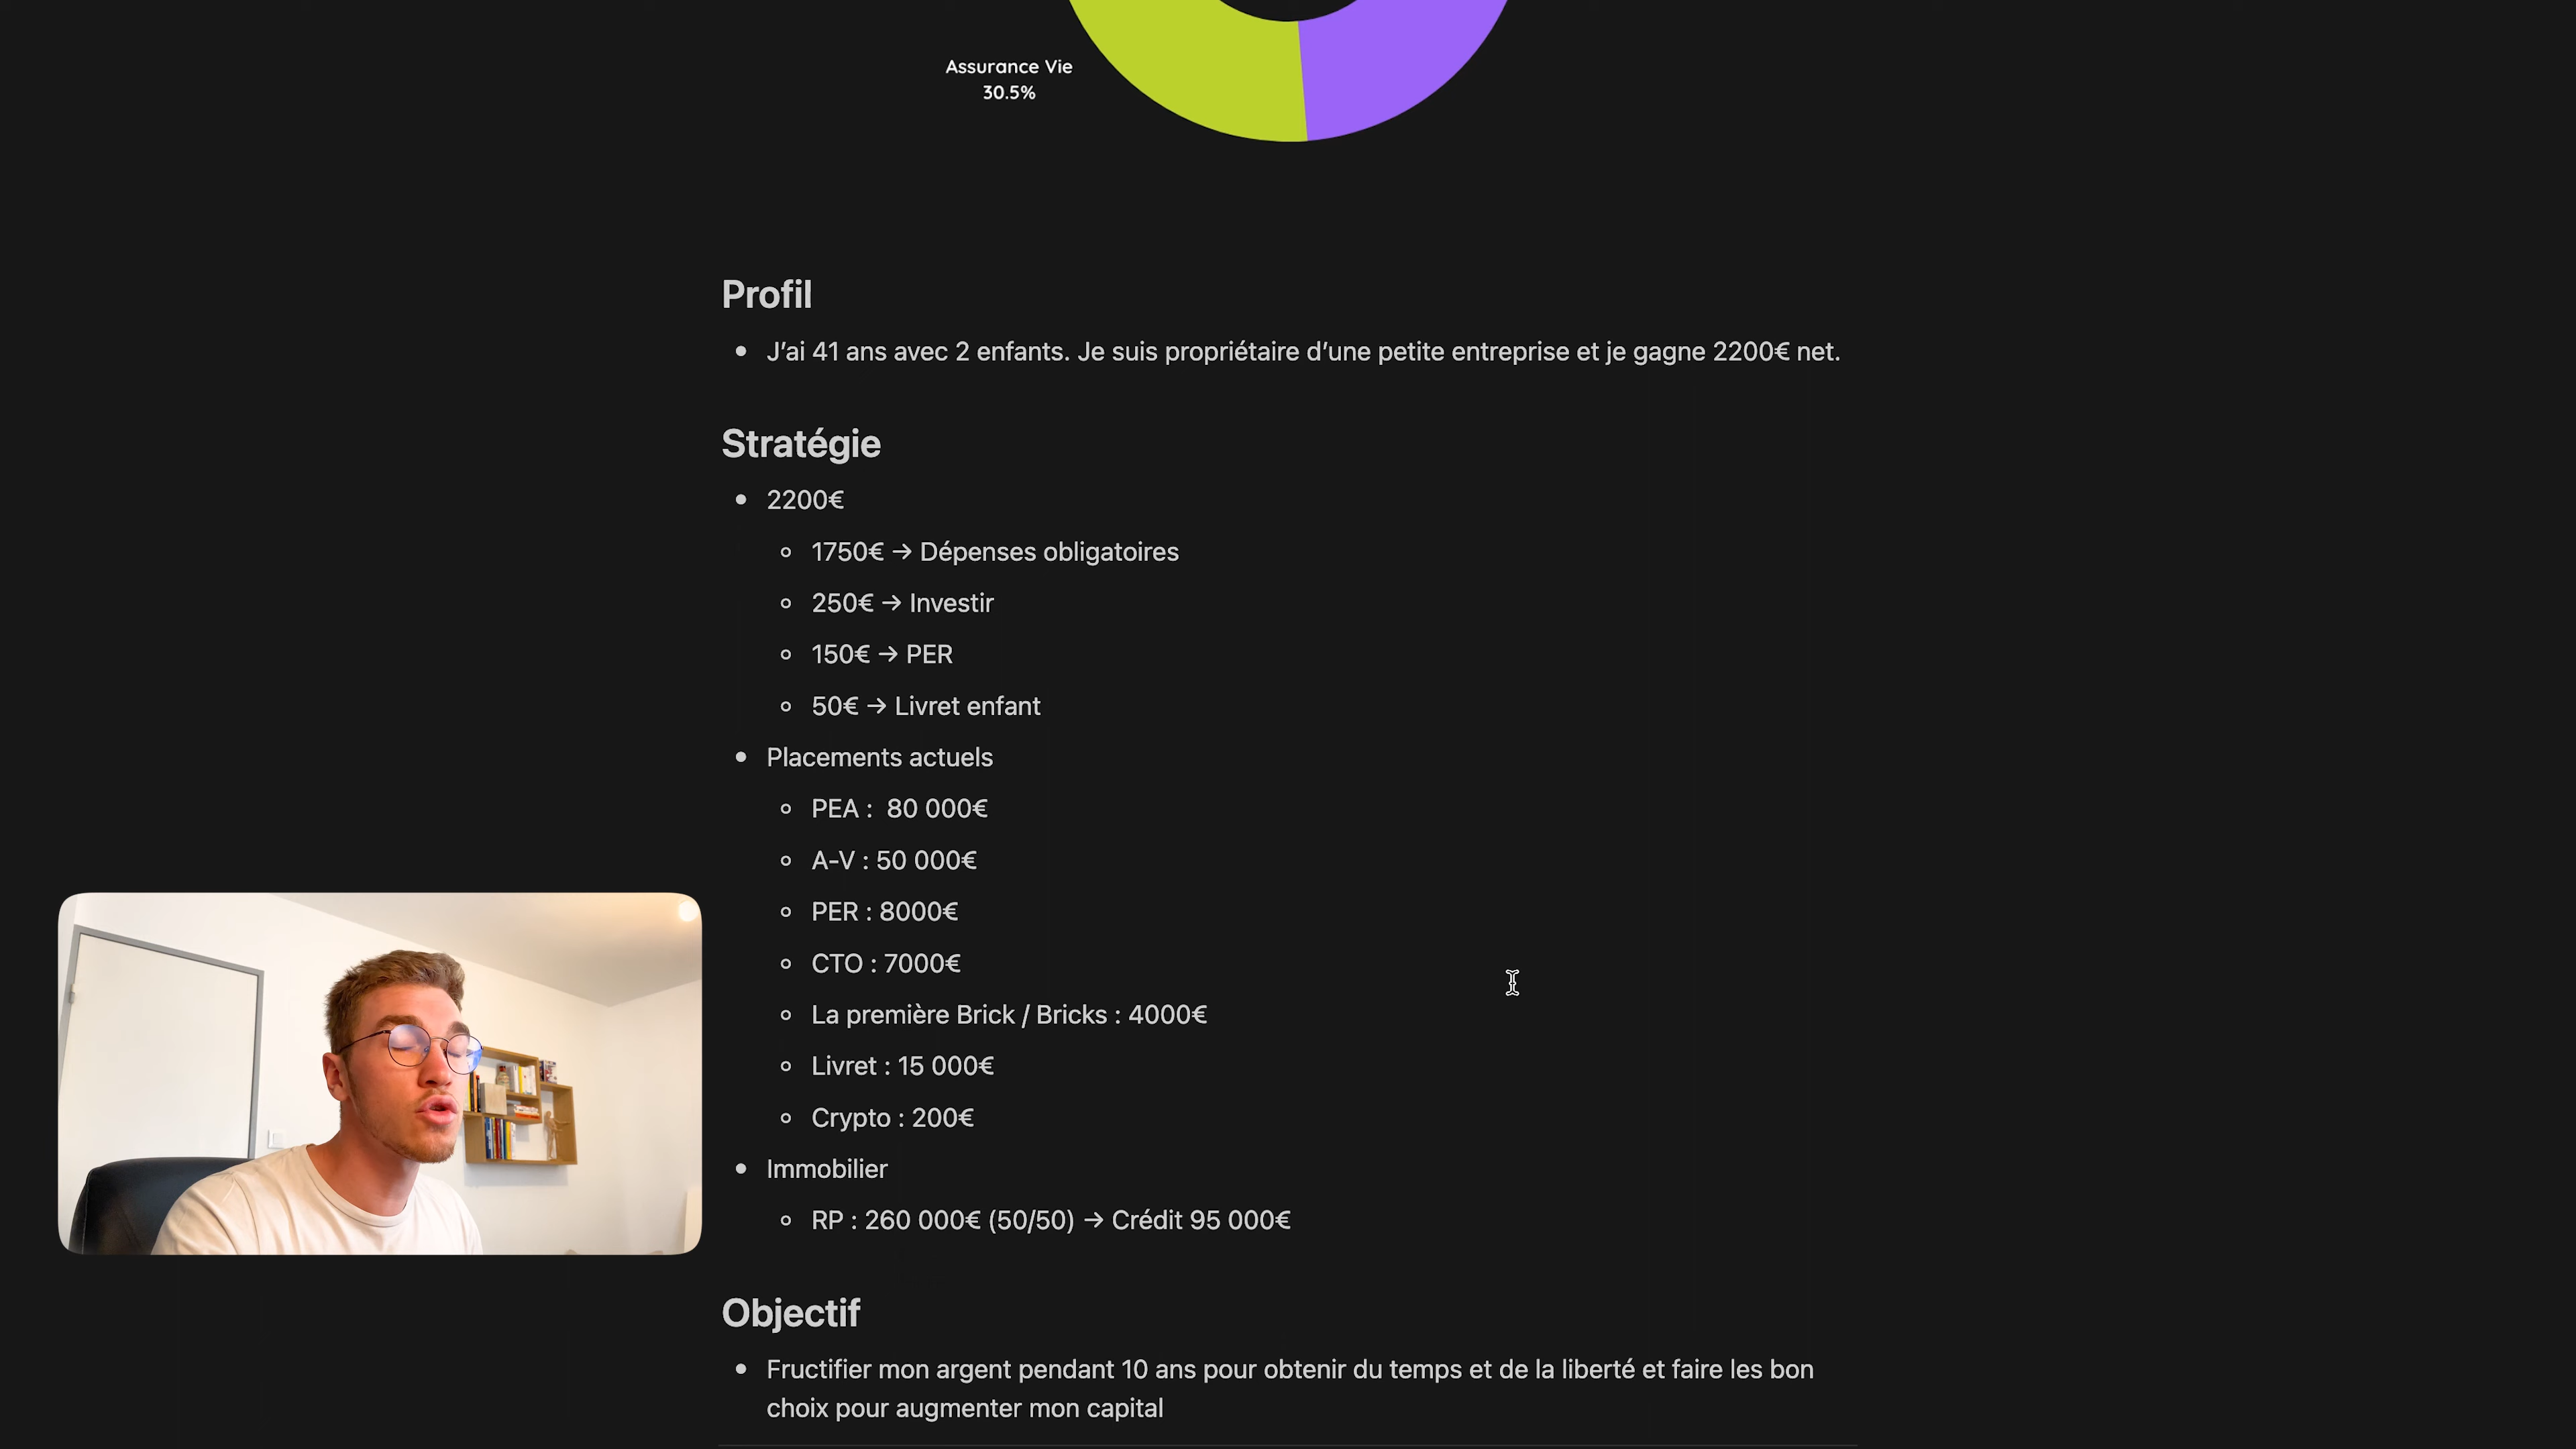 Assurance Vie
30.5%
Profil
J’ai 41 ans avec 2 enfants. Je suis propriétaire d’une petite entreprise et je gagne 2200€ net.
Stratégie
2200€
1750€ → Dépenses obligatoires
250€ → Investir
150€ → PER
50€ → Livret enfant
Placements actuels
PEA :  80 000€
A-V : 50 000€
PER : 8000€
CTO : 7000€
La première Brick / Bricks : 4000€
Livret : 15 000€
Crypto : 200€
Immobilier
RP : 260 000€ (50/50) → Crédit 95 000€
Objectif
Fructifier mon argent pendant 10 ans pour obtenir du temps et de la liberté et faire les bon
choix pour augmenter mon capital